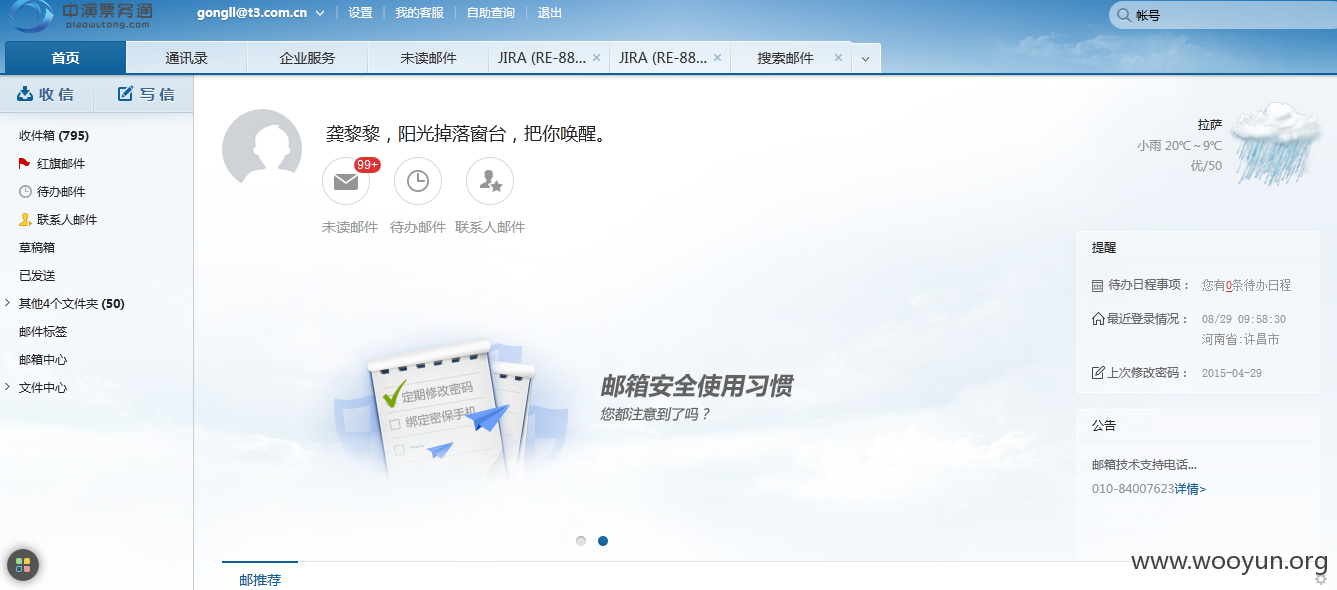 中演票务通
piaowutong.com
gongll@t3.com.cn 设置 我的客服 自助查询 退出
帐号
首页 通讯录 企业服务 未读邮件 JIRA (RE-88... × JIRA (RE-88... × 搜索邮件 ×
收信 写信
收件箱 (795)
红旗邮件
待办邮件
联系人邮件
草稿箱
已发送
其他4个文件夹 (50)
邮件标签
邮箱中心
文件中心
龚黎黎，阳光掉落窗台，把你唤醒。
99+
未读邮件 待办邮件 联系人邮件
拉萨
小雨 20℃～9℃
优/50
定期修改密码
绑定密保手机
......
邮箱安全使用习惯
您都注意到了吗？
提醒
待办日程事项： 您有0条待办日程
最近登录情况： 08/29 09:58:30
河南省:许昌市
上次修改密码： 2015-04-29
公告
邮箱技术支持电话...
010-84007623详情>
www.wooyun.org
邮推荐